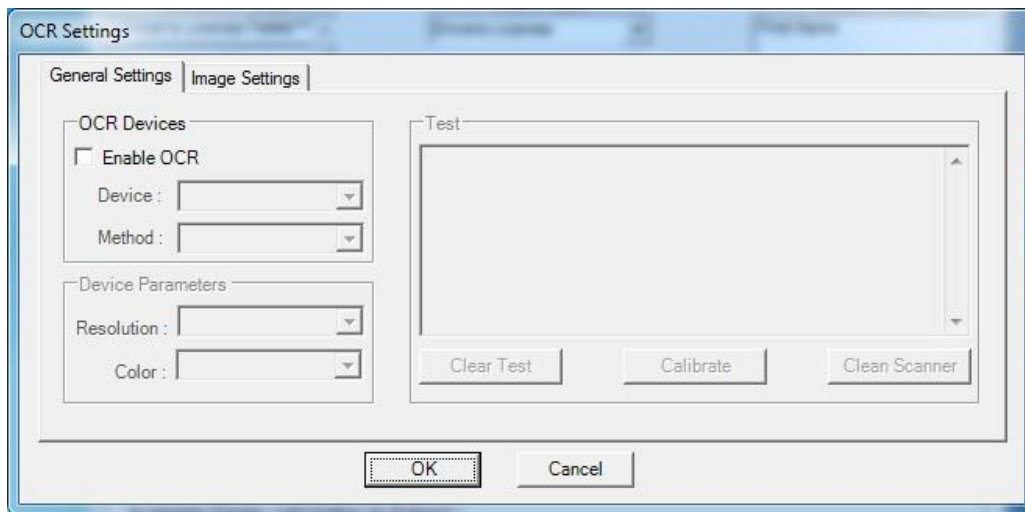 OCR Settings
General Settings
Image Settings
OCR Devices
Enable OCR
Device :
Method :
Device Parameters
Resolution :
Color :
Test
Clear Test
Calibrate
Clean Scanner
OK
Cancel